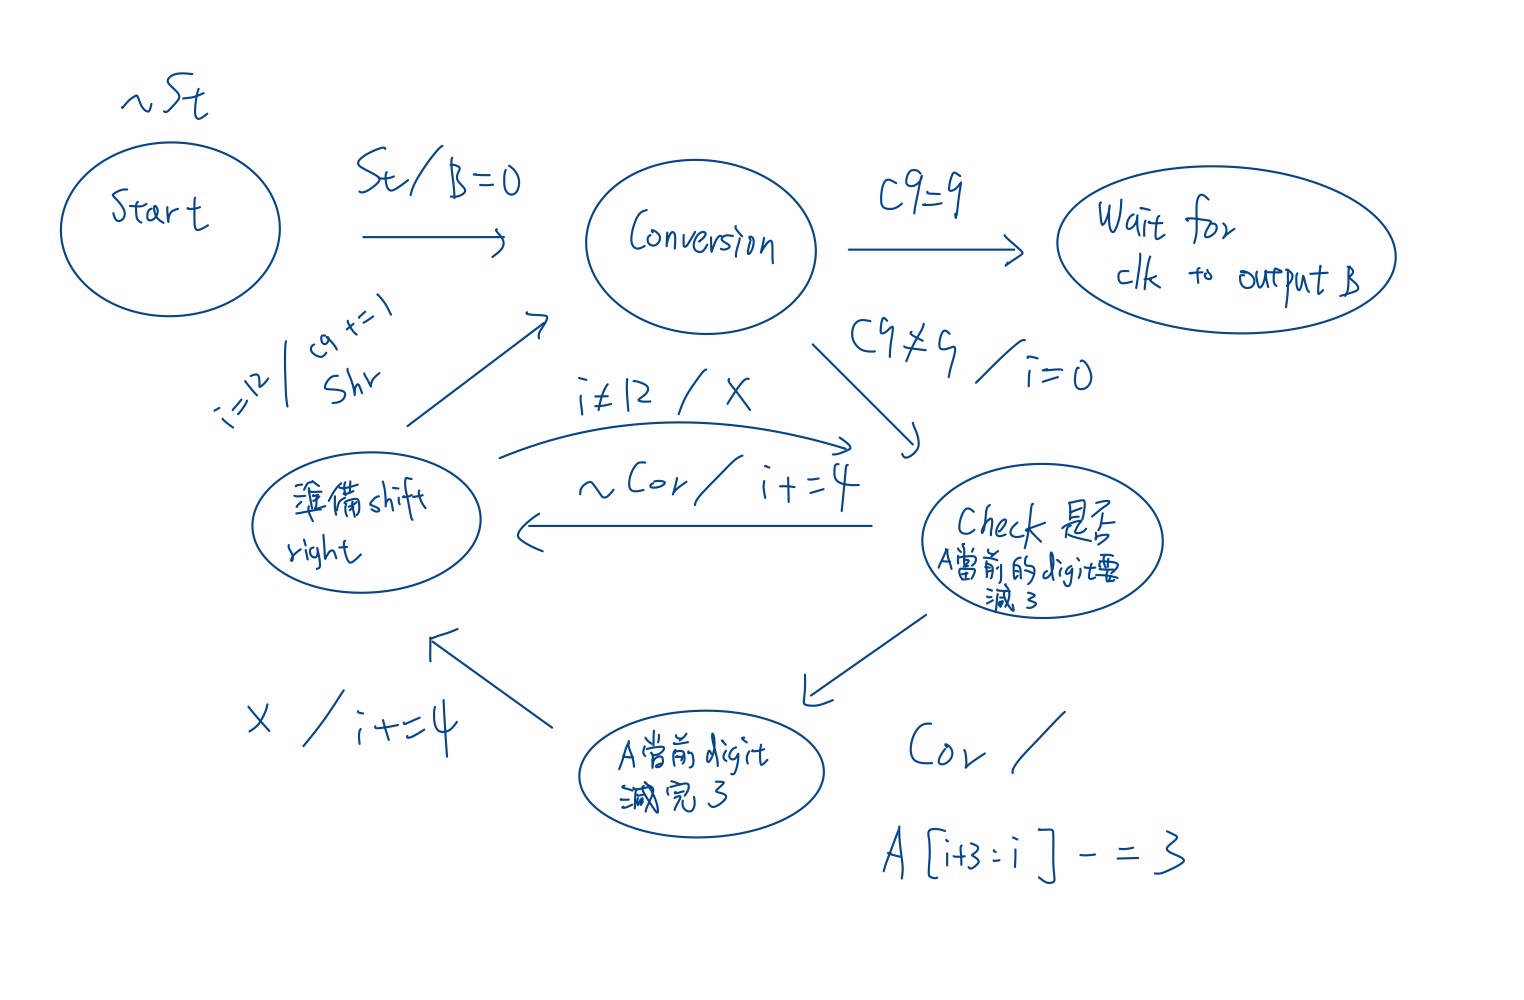 ~St
Start
St/B=0
Conversion
C9=9
Wait for
clk to output B
C9≠9 /i=0
i=12/ C9+=1
Shr
i≠12 / X
~Cor/ i+=4
準備shift
right
Check 是否
A當前的digit要
減3
X /i+=4
A當前digit
減完3
Cor /
A[i+3:i]-=3